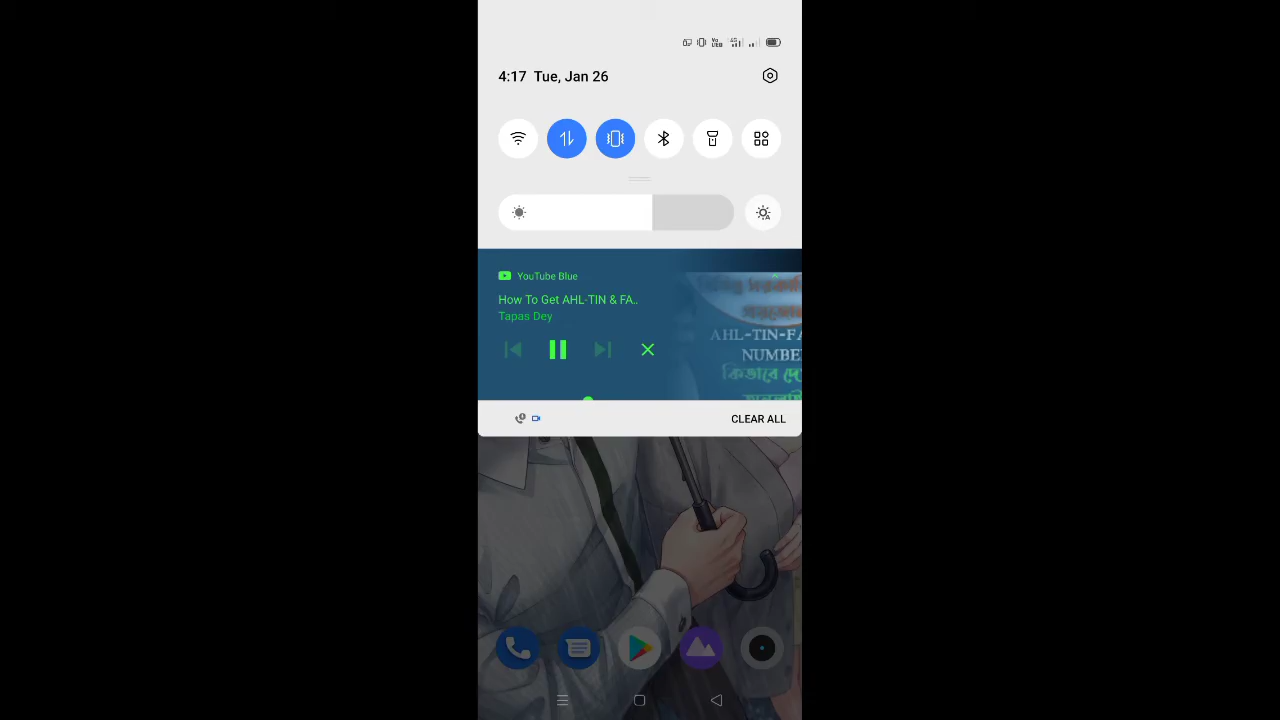 4:17 Tue, Jan 26
YouTube Blue
How To Get AHL-TIN & FA..
Tapas Dey
AHL-TIN-FA
NUMBE
কিভাবে দে
CLEAR ALL